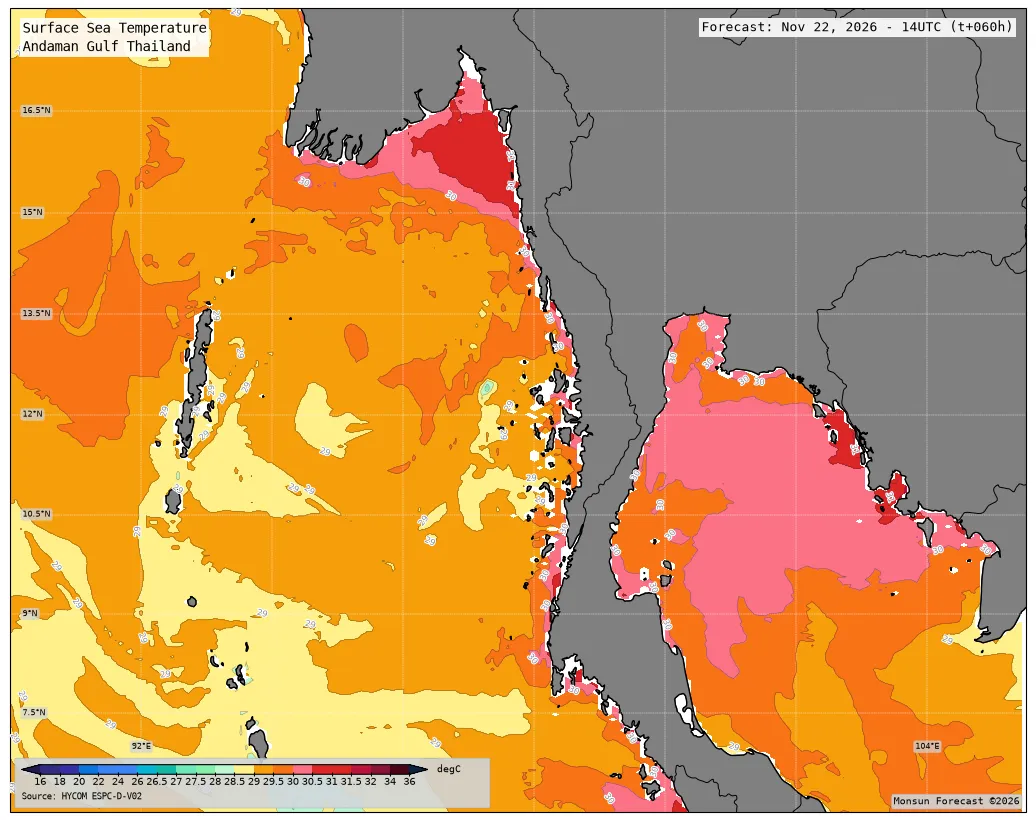 Surface Sea Temperature
Andaman Gulf Thailand
Forecast: Nov 22, 2026 - 14UTC (t+060h)
16.5°N
15°N
13.5°N
12°N
10.5°N
9°N
7.5°N
92°E
104°E
degC
16 18 20 22 24 26 26.5 27 27.5 28 28.5 29 29.5 30 30.5 31 31.5 32 34 36
Source: HYCOM ESPC-D-V02
Monsun Forecast ©2026